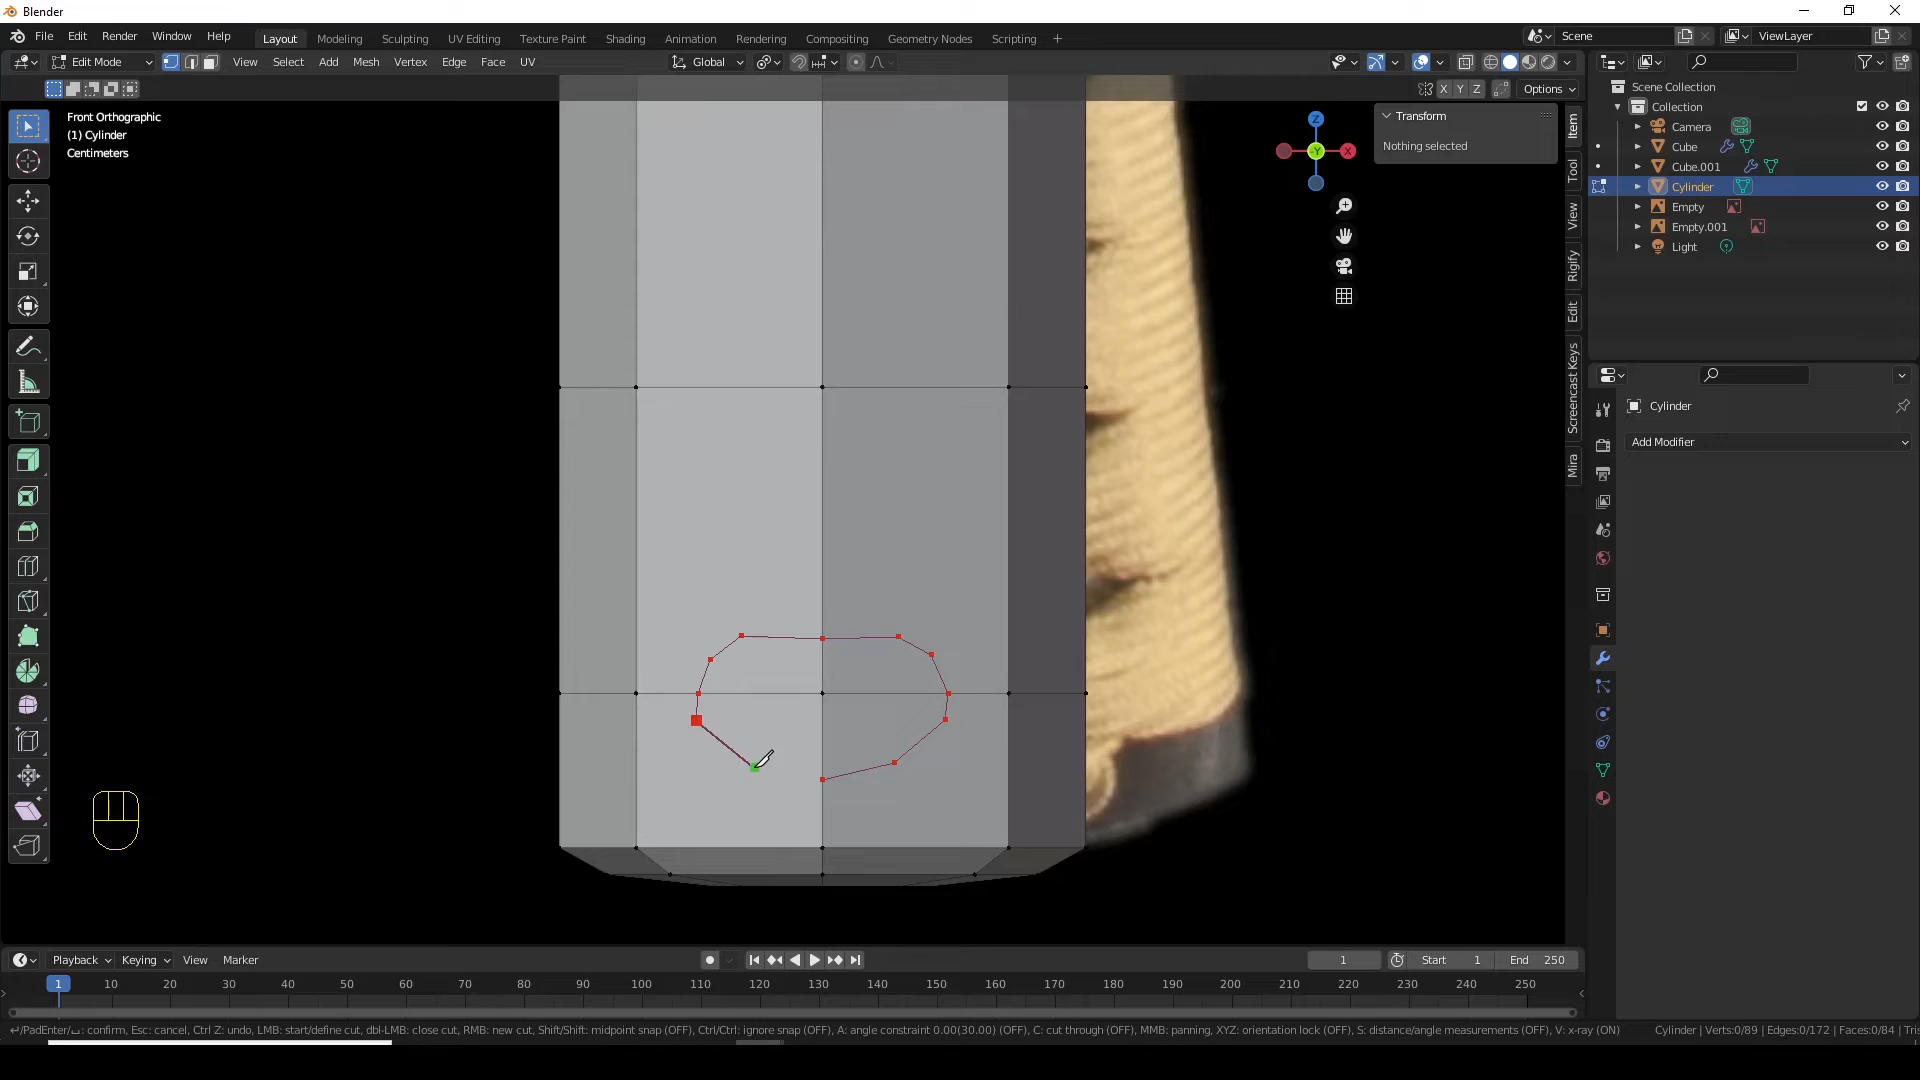 Blender
File Edit Render Window Help Layout Modeling Sculpting UV Editing Texture Paint Shading Animation Rendering Compositing Geometry Nodes Scripting + Scene ViewLayer
Edit Mode View Select Add Mesh Vertex Edge Face UV Global
X Y Z Options
Front Orthographic
(1) Cylinder
Centimeters
Z
-Y
X
Transform
Nothing selected
Item
Tool
View
Rigify
Edit
Screencast Keys
Mira
Scene Collection
Collection
Camera
Cube
Cube.001
Cylinder
Empty
Empty.001
Light
Cylinder
Add Modifier
Playback Keying View Marker 1 Start 1 End 250
1 10 20 30 40 50 60 70 80 90 100 110 120 130 140 150 160 170 180 190 200 210 220 230 240 250
↵/PadEnter/␣: confirm, Esc: cancel, Ctrl Z: undo, LMB: start/define cut, dbl-LMB: close cut, RMB: new cut, Shift/Shift: midpoint snap (OFF), Ctrl/Ctrl: ignore snap (OFF), A: angle constraint 0.00(30.00) (OFF), C: cut through (OFF), MMB: panning, XYZ: orientation lock (OFF), S: distance/angle measurements (OFF), V: x-ray (ON) Cylinder | Verts:0/89 | Edges:0/172 | Faces:0/84 | Tris